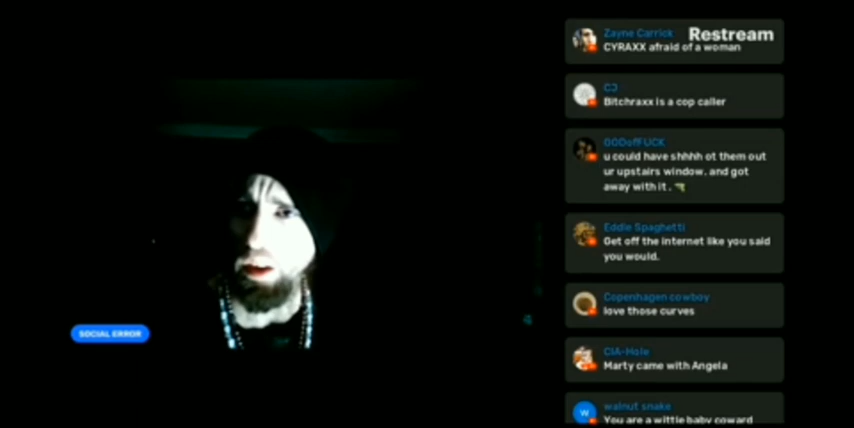 Restream
Zayne Carrick
CYRAXX afraid of a woman
CJ
Bitchraxx is a cop caller
GODofFUCK
u could have shhhh ot them out
ur upstairs window, and got
away with it.
Eddie Spaghetti
Get off the internet like you said
you would.
Copenhagen cowboy
love those curves
CIA-Hole
Marty came with Angela
W
walnut snake
You are a wittle baby coward
SOCIAL ERROR